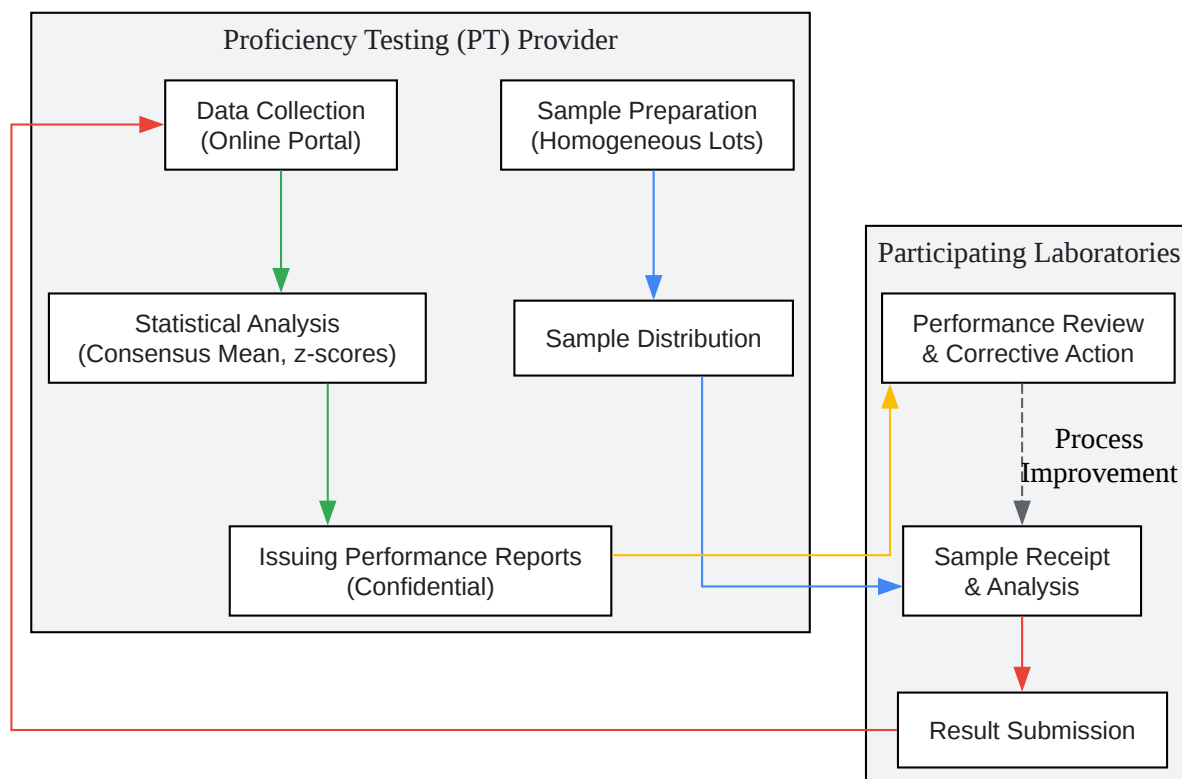 Proficiency Testing (PT) Provider
Data Collection
(Online Portal)
Sample Preparation
(Homogeneous Lots)
Statistical Analysis
(Consensus Mean, z-scores)
Sample Distribution
Issuing Performance Reports
(Confidential)
Participating Laboratories
Performance Review
& Corrective Action
Process
Improvement
Sample Receipt
& Analysis
Result Submission